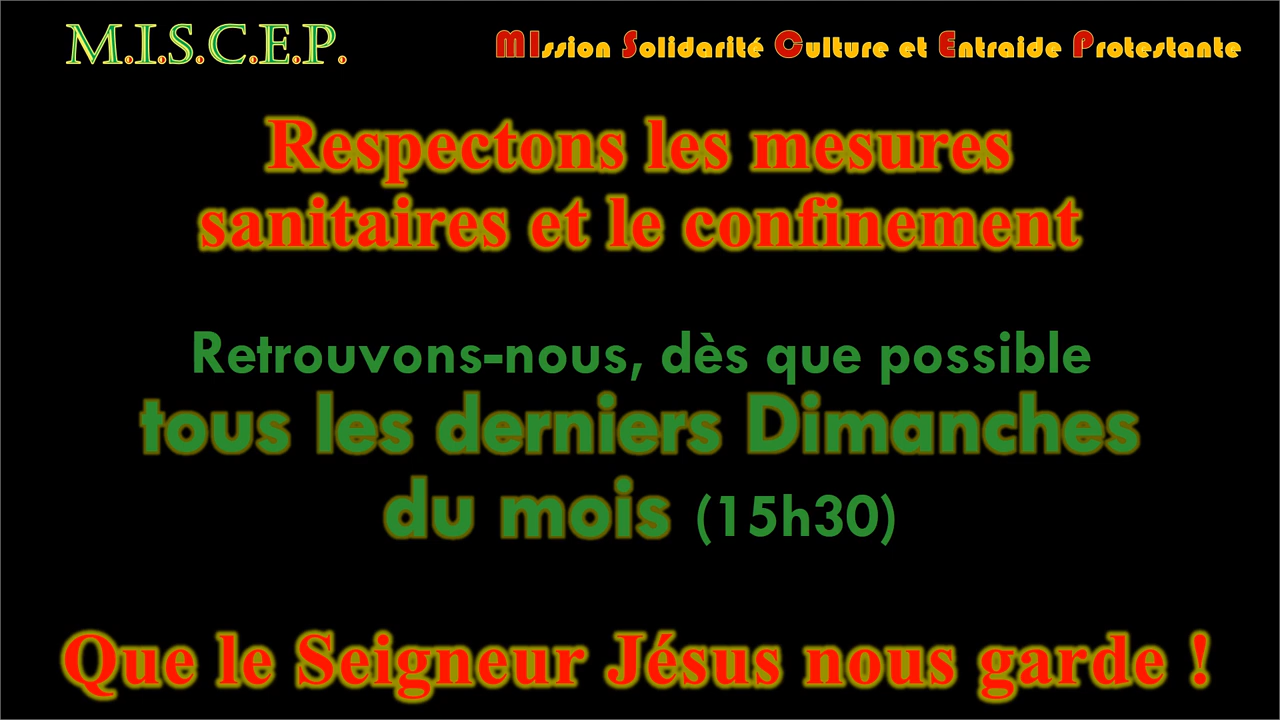 M.I.S.C.E.P.
MIssion Solidarité Culture et Entraide Protestante
Respectons les mesures
sanitaires et le confinement
Retrouvons-nous, dès que possible
tous les derniers Dimanches
du mois (15h30)
Que le Seigneur Jésus nous garde !